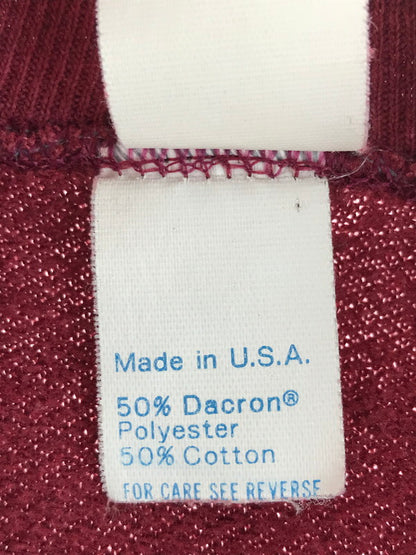 Made in U.S.A.
50% Dacron®
Polyester
50% Cotton
FOR CARE SEE REVERSE